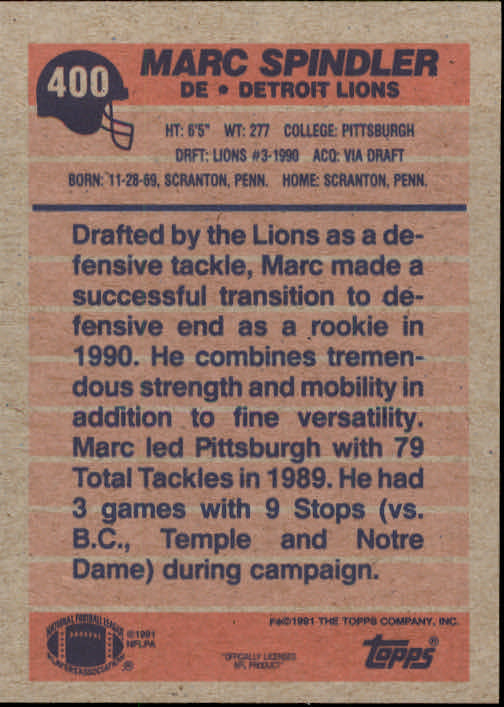 400
MARC SPINDLER
DE • DETROIT LIONS
HT: 6'5" WT: 277 COLLEGE: PITTSBURGH
DRFT: LIONS #3-1990 ACQ: VIA DRAFT
BORN: 11-28-69, SCRANTON, PENN. HOME: SCRANTON, PENN.
Drafted by the Lions as a de-
fensive tackle, Marc made a
successful transition to de-
fensive end as a rookie in
1990. He combines tremen-
dous strength and mobility in
addition to fine versatility.
Marc led Pittsburgh with 79
Total Tackles in 1989. He had
3 games with 9 Stops (vs.
B.C., Temple and Notre
Dame) during campaign.
NATIONAL FOOTBALL LEAGUE
PLAYERS ASSOCIATION ®
©1991
NFLPA
"OFFICIALLY LICENSED
NFL PRODUCT"
©1991 THE TOPPS COMPANY, INC.
topps®